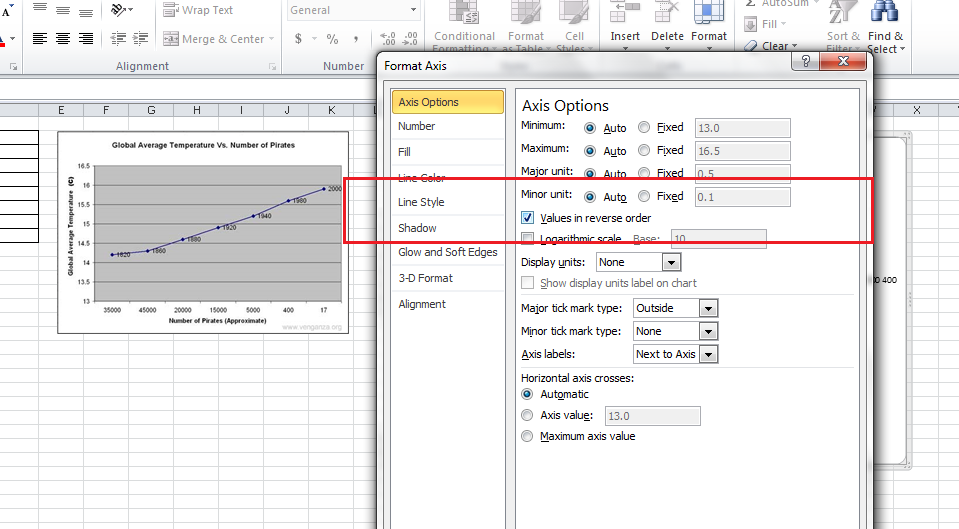 A
Wrap Text
General
AutoSum
Fill
Merge & Center
$ % ,
Conditional
Format
Cell
Insert
Delete
Format
Formatting
as Table
Styles
Clear
Sort &
Filter
Find &
Select
Alignment
Number
Format Axis
?
E F G H I J K X
Axis Options
Number
Fill
Line Color
Line Style
Shadow
Glow and Soft Edges
3-D Format
Alignment
Axis Options
Minimum: Auto Fixed 13.0
Maximum: Auto Fixed 16.5
Major unit: Auto Fixed 0.5
Minor unit: Auto Fixed 0.1
Values in reverse order
Logarithmic scale Base: 10
Display units: None
Show display units label on chart
Major tick mark type: Outside
Minor tick mark type: None
Axis labels: Next to Axis
Horizontal axis crosses:
Automatic
Axis value: 13.0
Maximum axis value
Global Average Temperature Vs. Number of Pirates
Global Average Temperature (C)
16.5
16
15.5
15
14.5
14
13.5
13
1820
1860
1880
1920
1940
1980
2000
35000 45000 20000 15000 5000 400 17
Number of Pirates (Approximate)
www.venganza.org
400